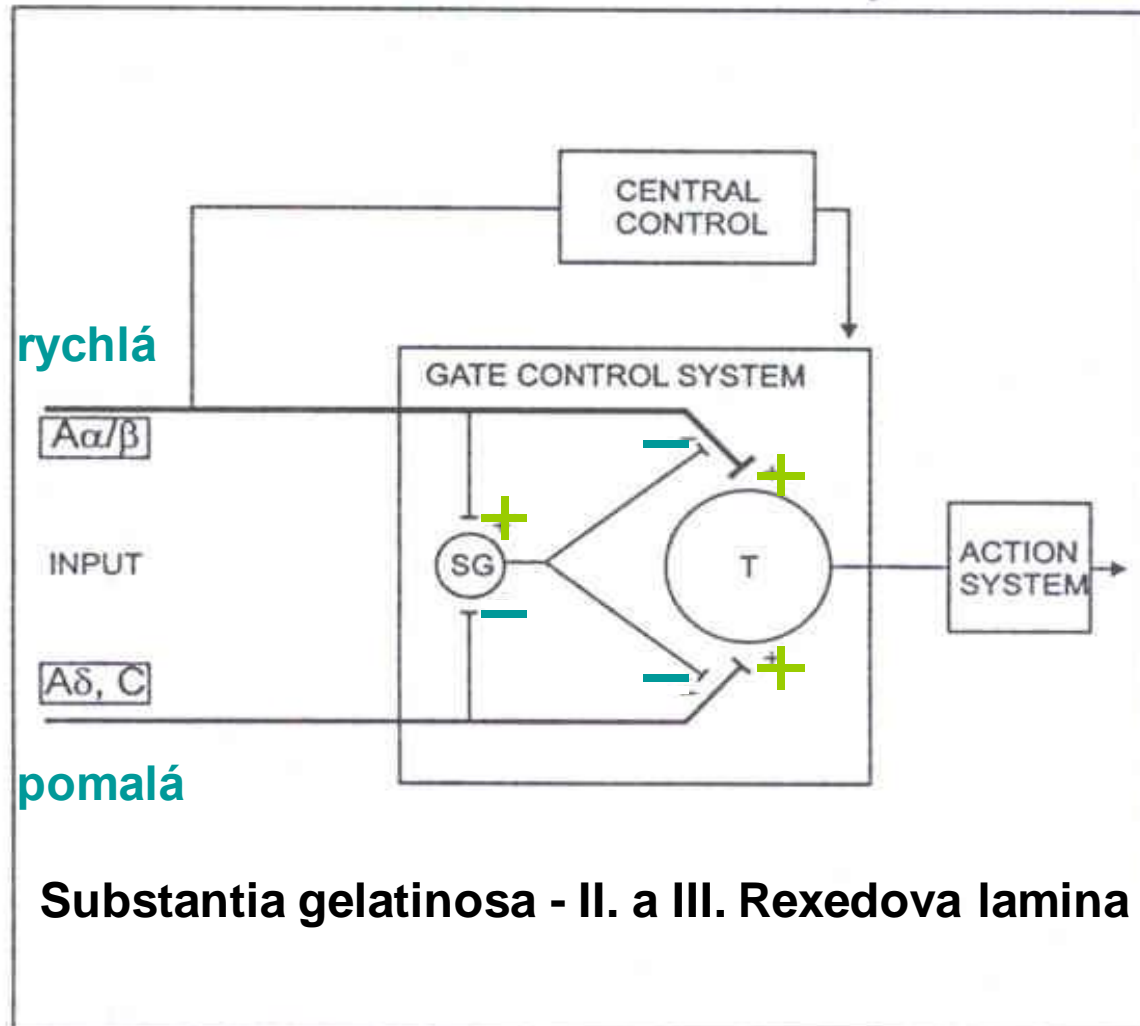 CENTRAL
CONTROL
rychlá
GATE CONTROL SYSTEM
Aα/β
− +
+
INPUT
SG
T
ACTION
SYSTEM
−
− +
Aδ, C
pomalá
Substantia gelatinosa - II. a III. Rexedova lamina